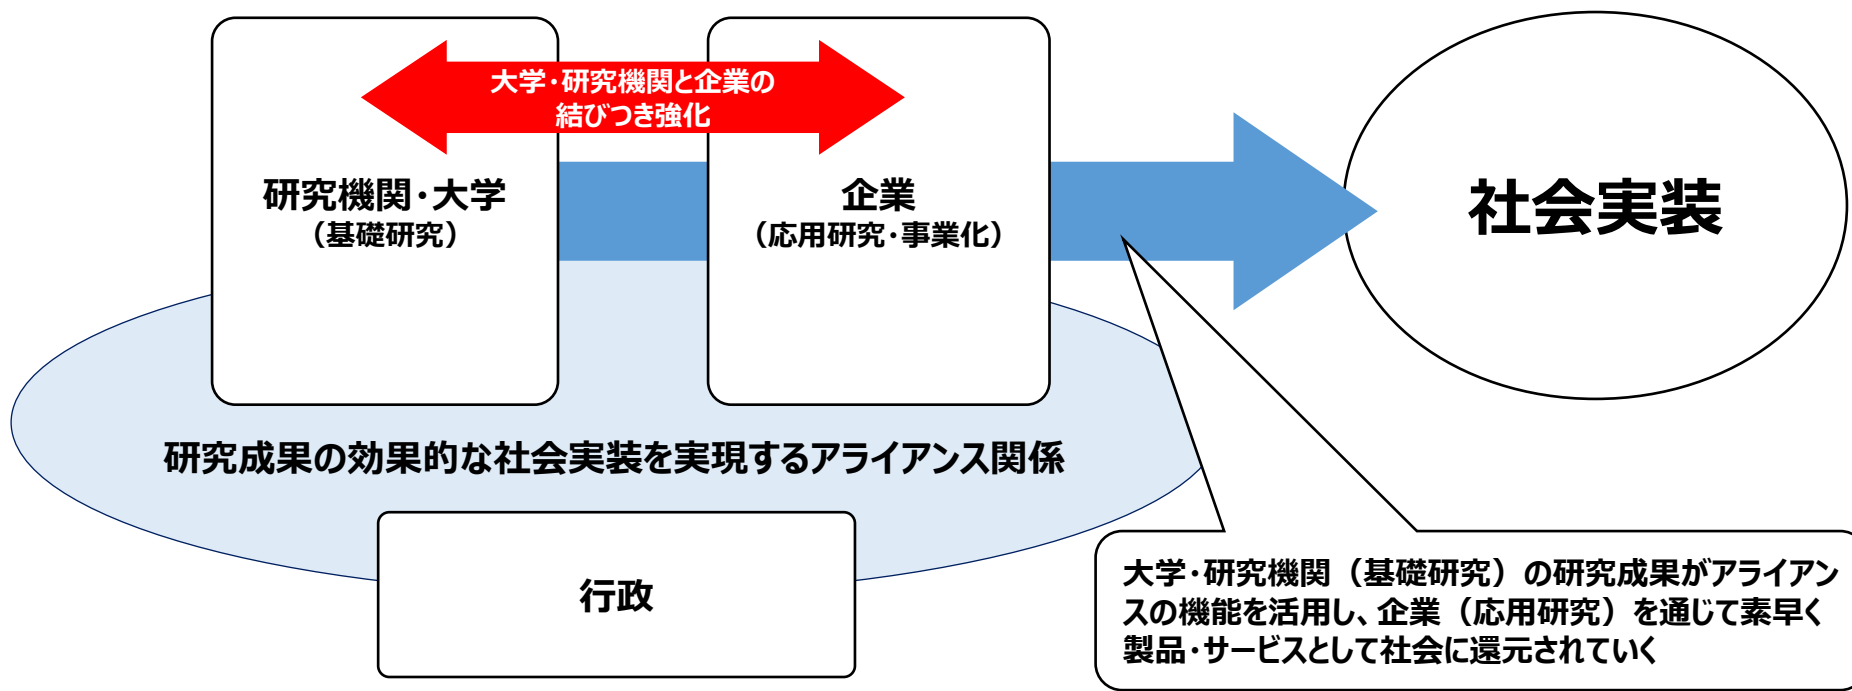 大学･研究機関と企業の
結びつき強化
研究機関･大学
（基礎研究）
企業
（応用研究･事業化）
社会実装
研究成果の効果的な社会実装を実現するアライアンス関係
行政
大学･研究機関（基礎研究）の研究成果がアライアン
スの機能を活用し、企業（応用研究）を通じて素早く
製品･サービスとして社会に還元されていく